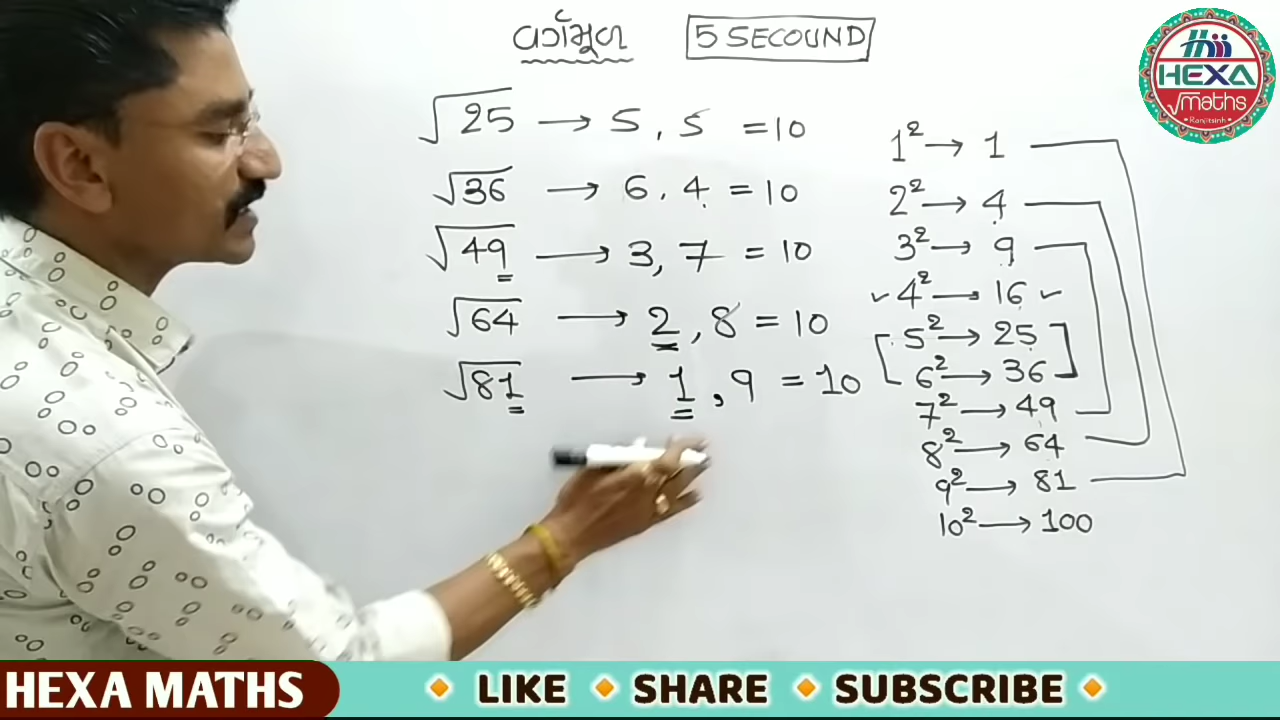 વર્ગમૂળ 5 SECOUND
√25 → 5, 5 = 10
√36 → 6, 4 = 10
√49 → 3, 7 = 10
√64 → 2, 8 = 10
√81 → 1, 9 = 10
1² → 1
2² → 4
3² → 9
✓ 4² → 16 ✓
5² → 25
6² → 36
7² → 49
8² → 64
9² → 81
10² → 100
HEXA
√maths
Ranjitsinh
HEXA MATHS 🔸 LIKE 🔸 SHARE 🔸 SUBSCRIBE 🔸